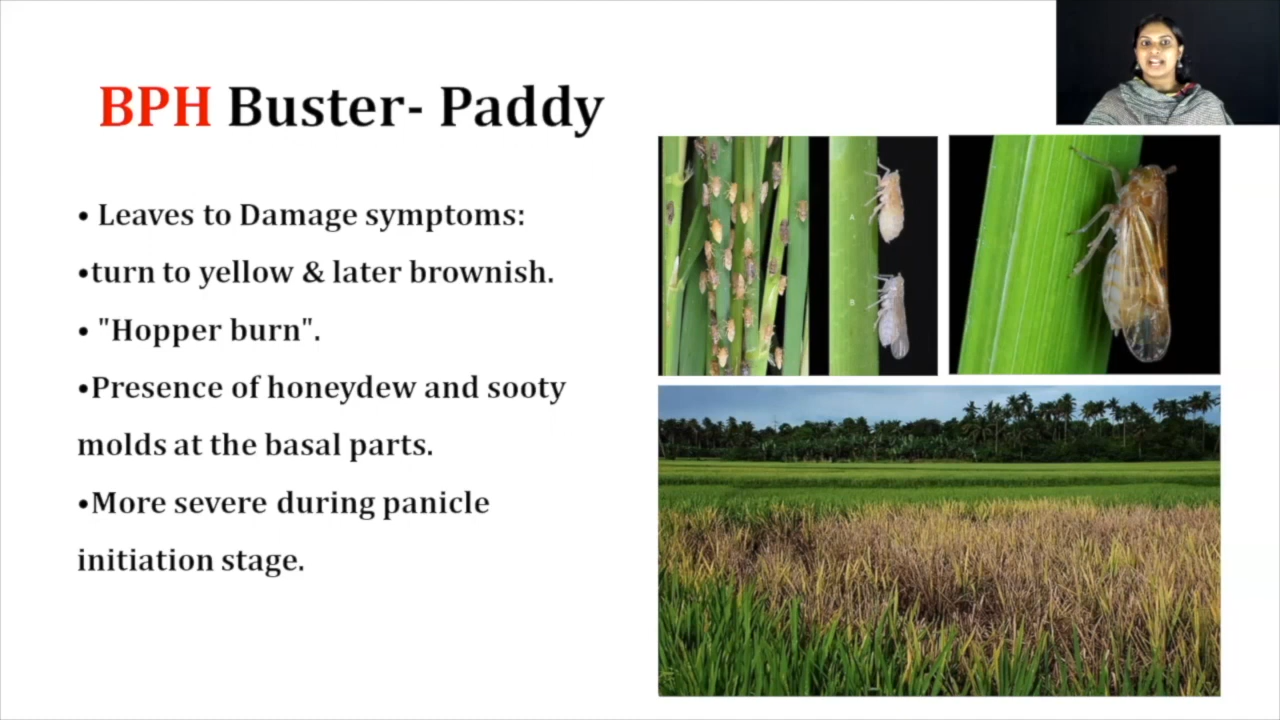 BPH Buster- Paddy
• Leaves to Damage symptoms:
•turn to yellow & later brownish.
• "Hopper burn".
•Presence of honeydew and sooty
molds at the basal parts.
•More severe during panicle
initiation stage.
A
B